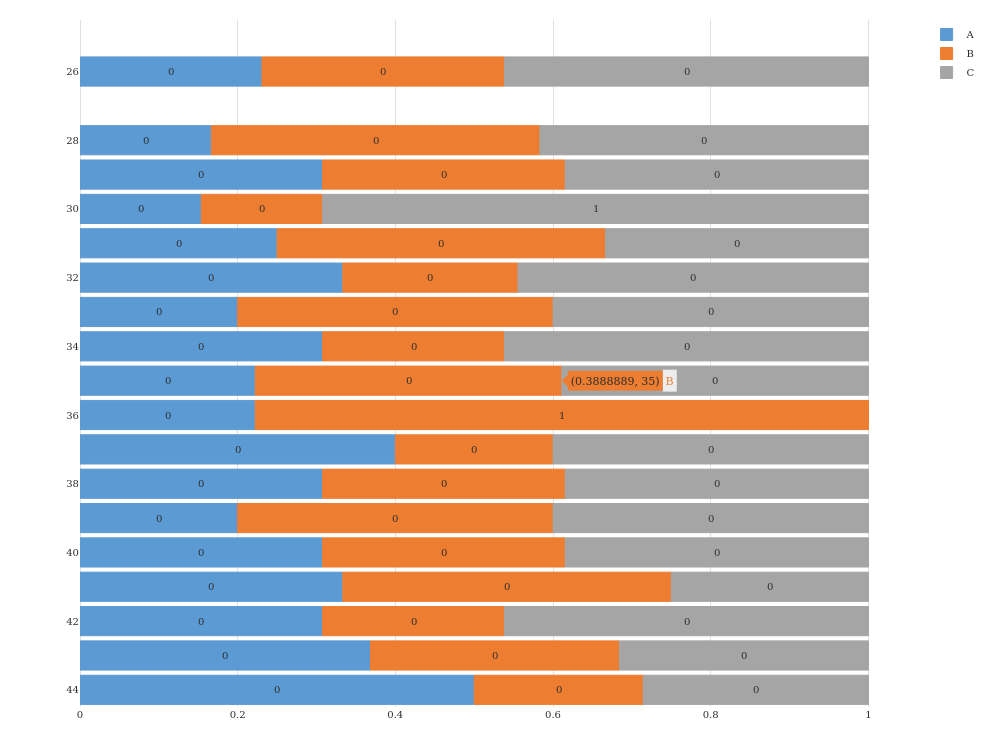 A
B
C
26 0 0 0
28 0 0 0
0 0 0
30 0 0 1
0 0 0
32 0 0 0
0 0 0
34 0 0 0
0 0 (0.3888889, 35) B 0
36 0 1
0 0 0
38 0 0 0
0 0 0
40 0 0 0
0 0 0
42 0 0 0
0 0 0
44 0 0 0
0 0.2 0.4 0.6 0.8 1